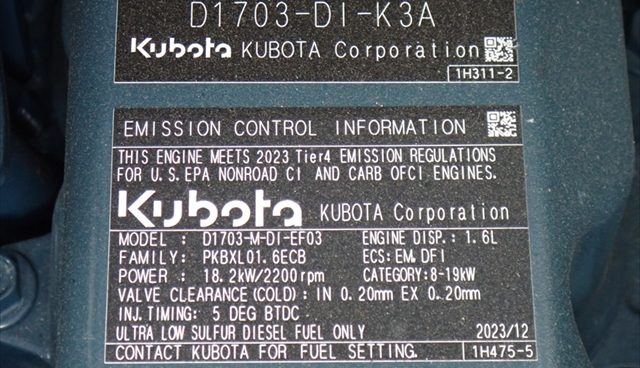 D1703-DI-K3A
Kubota KUBOTA Corporation
1H311-2
EMISSION CONTROL INFORMATION
THIS ENGINE MEETS 2023 Tier4 EMISSION REGULATIONS
FOR U.S.EPA NONROAD CI AND CARB OFCI ENGINES.
Kubota KUBOTA Corporation
MODEL : D1703-M-DI-EF03 ENGINE DISP.: 1.6L
FAMILY: PKBXL01.6ECB ECS: EM,DFI
POWER : 18.2kW/2200rpm CATEGORY: 8-19kW
VALVE CLEARANCE(COLD): IN 0.20mm EX 0.20mm
INJ.TIMING: 5 DEG BTDC
ULTRA LOW SULFUR DIESEL FUEL ONLY 2023/12
CONTACT KUBOTA FOR FUEL SETTING. 1H475-5